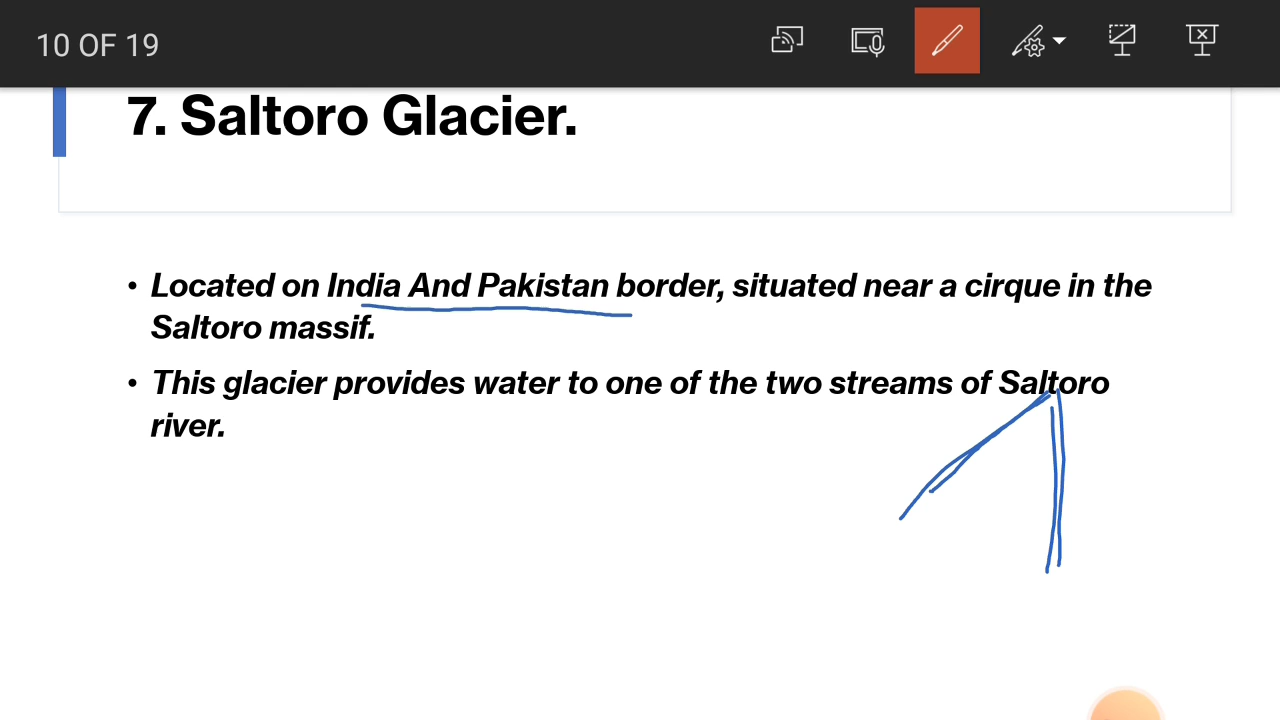 10 OF 19
7. Saltoro Glacier.
• Located on India And Pakistan border, situated near a cirque in the
Saltoro massif.
• This glacier provides water to one of the two streams of Saltoro
river.